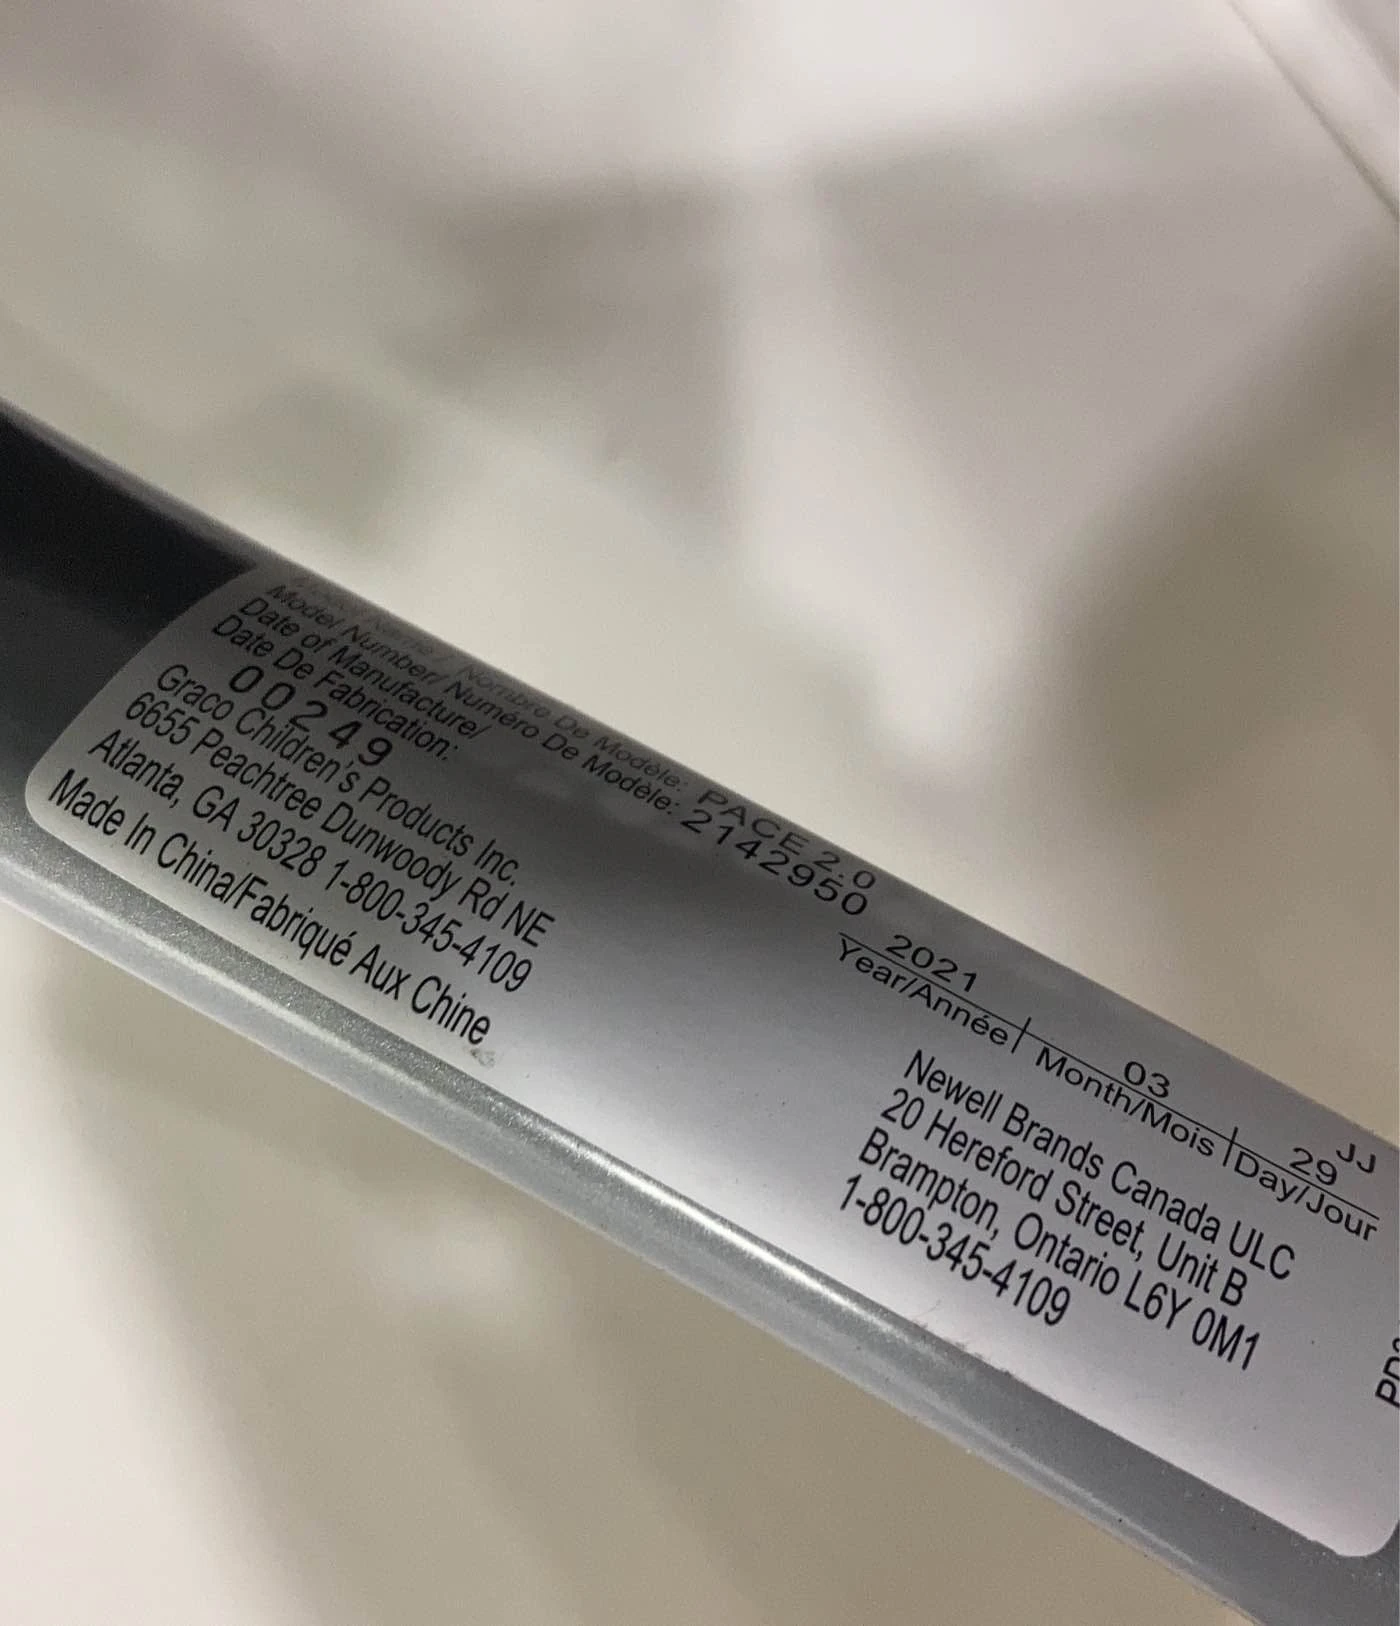 Model Name/ Nombre De Modèle: PACE 2.0
Model Number/ Numéro De Modèle: 2142950
Date of Manufacture/
Date De Fabrication:
2021 03 29 JJ
Year/Année Month/Mois Day/Jour
00249
Graco Children's Products Inc.
6655 Peachtree Dunwoody Rd NE
Atlanta, GA 30328 1-800-345-4109
Made In China/Fabriqué Aux Chine
Newell Brands Canada ULC
20 Hereford Street, Unit B
Brampton, Ontario L6Y 0M1
1-800-345-4109